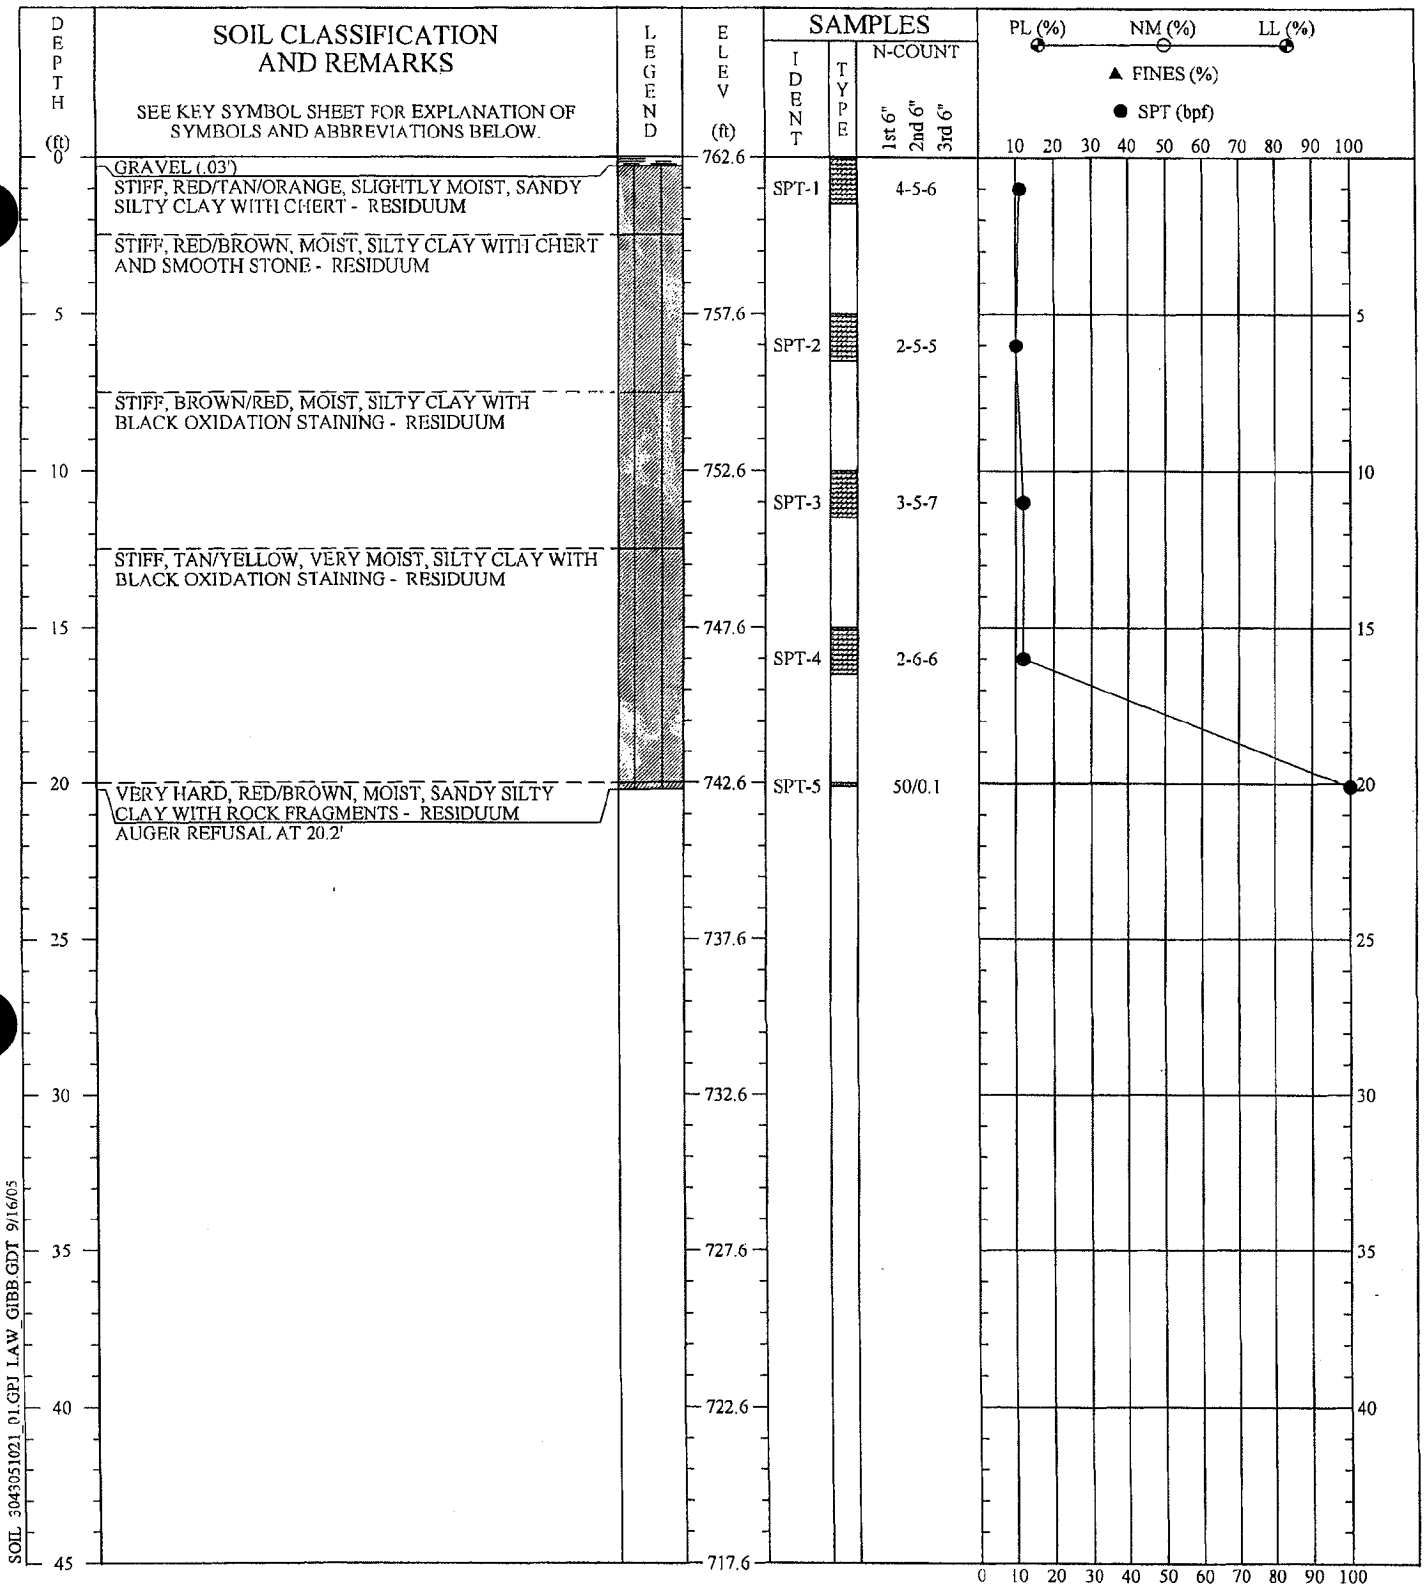 DEPTH
(ft)
SOIL CLASSIFICATION
AND REMARKS
SEE KEY SYMBOL SHEET FOR EXPLANATION OF
SYMBOLS AND ABBREVIATIONS BELOW.
LEGEND
ELEV
(ft)
SAMPLES
IDENT
TYPE
N-COUNT
1st 6"
2nd 6"
3rd 6"
PL (%)
NM (%)
LL (%)
▲ FINES (%)
● SPT (bpf)
10 20 30 40 50 60 70 80 90 100
0
GRAVEL (.03')
762.6
STIFF, RED/TAN/ORANGE, SLIGHTLY MOIST, SANDY
SILTY CLAY WITH CHERT - RESIDUUM
SPT-1
4-5-6
STIFF, RED/BROWN, MOIST, SILTY CLAY WITH CHERT
AND SMOOTH STONE - RESIDUUM
5
757.6
5
SPT-2
2-5-5
STIFF, BROWN/RED, MOIST, SILTY CLAY WITH
BLACK OXIDATION STAINING - RESIDUUM
10
752.6
10
SPT-3
3-5-7
STIFF, TAN/YELLOW, VERY MOIST, SILTY CLAY WITH
BLACK OXIDATION STAINING - RESIDUUM
15
747.6
15
SPT-4
2-6-6
20
742.6
SPT-5
50/0.1
20
VERY HARD, RED/BROWN, MOIST, SANDY SILTY
CLAY WITH ROCK FRAGMENTS - RESIDUUM
AUGER REFUSAL AT 20.2'
25
737.6
25
30
732.6
30
35
727.6
35
40
722.6
40
45
717.6
0 10 20 30 40 50 60 70 80 90 100
SOIL 3043051021_01.GPJ LAW_GIBB.GDT 9/16/05